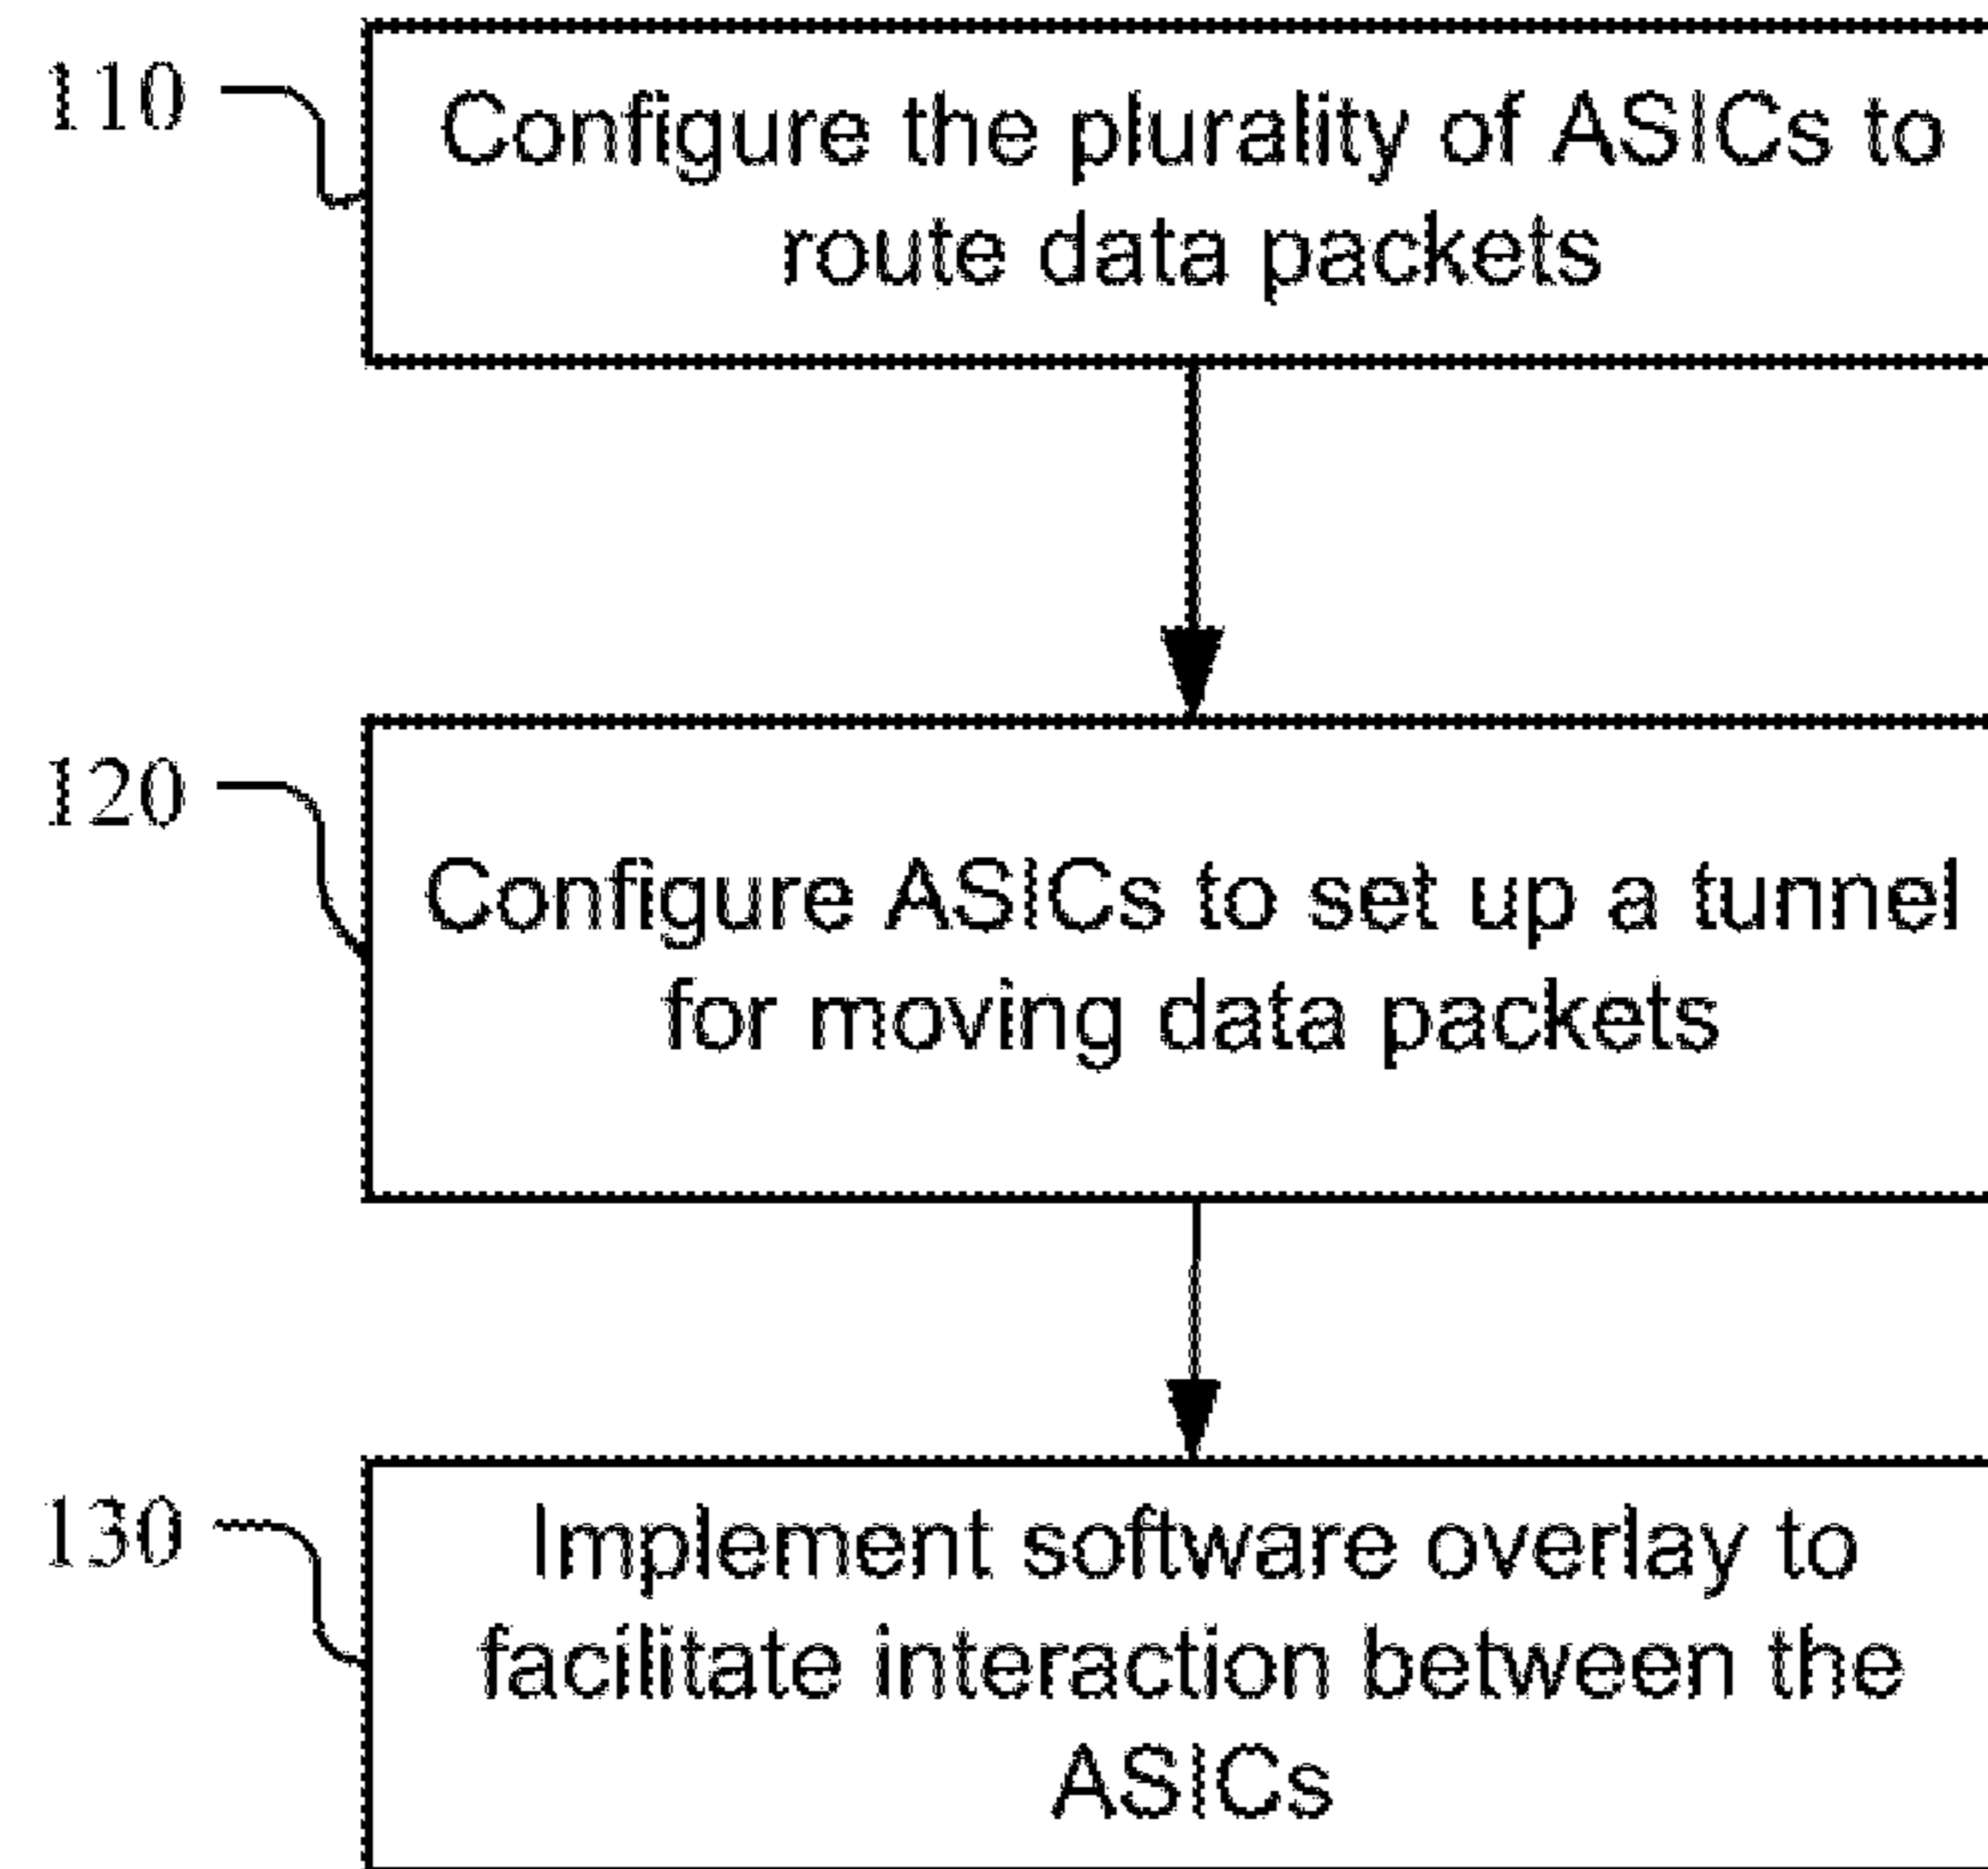 110
Configure the plurality of ASICs to
route data packets
120
Configure ASICs to set up a tunnel
for moving data packets
130
Implement software overlay to
facilitate interaction between the
ASICs